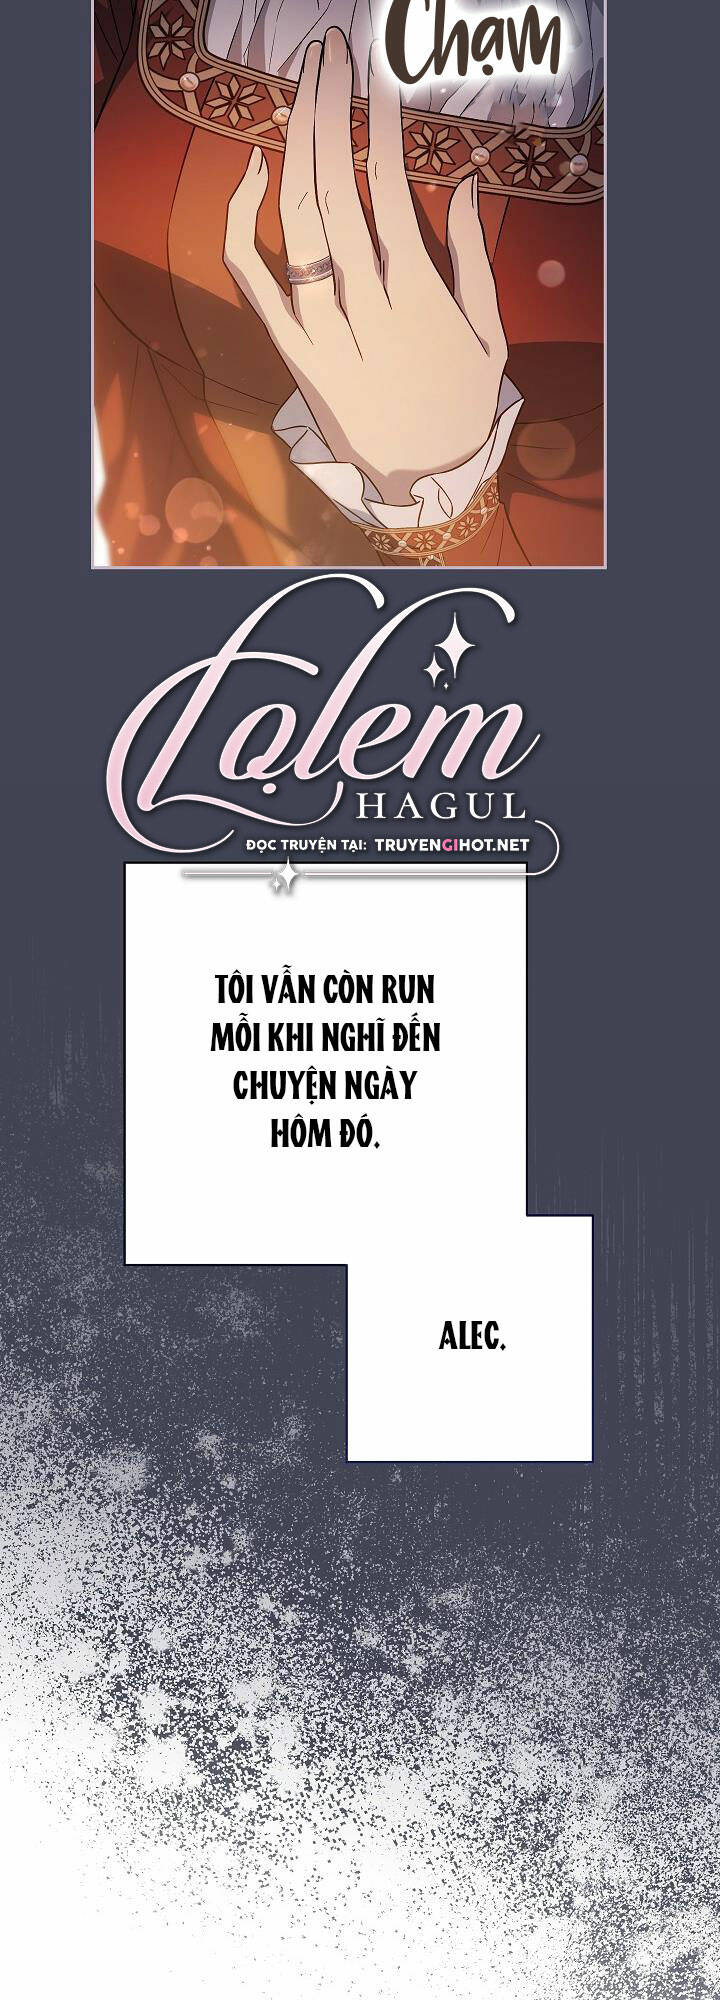 Chạm
Lọlem
HAGUL
ĐỌC TRUYỆN TẠI: TRUYENGIHOT.NET
TÔI VẪN CÒN RUN
MỖI KHI NGHĨ ĐẾN
CHUYỆN NGÀY
HÔM ĐÓ.
ALEC.